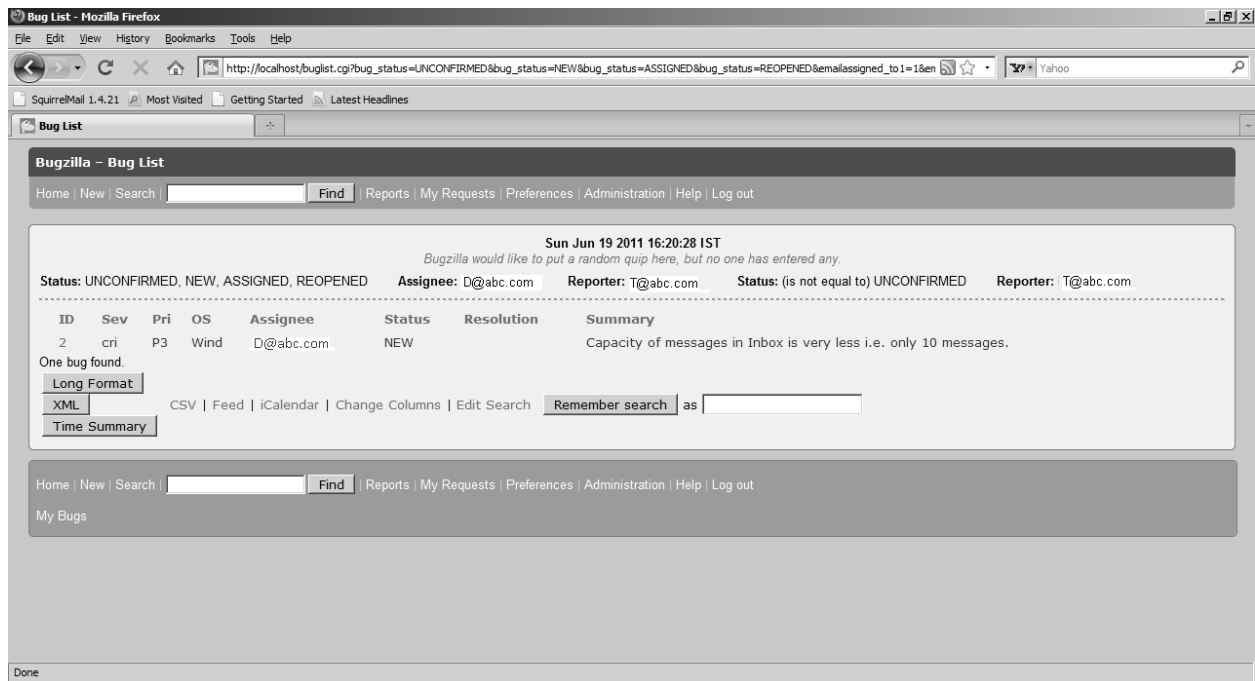 Bug List - Mozilla Firefox
File Edit View History Bookmarks Tools Help
http://localhost/buglist.cgi?bug_status=UNCONFIRMED&bug_status=NEW&bug_status=ASSIGNED&bug_status=REOPENED&emailassigned_to1=1&en Yahoo
SquirrelMail 1.4.21 Most Visited Getting Started Latest Headlines
Bug List
Bugzilla – Bug List
Home | New | Search | Find | Reports | My Requests | Preferences | Administration | Help | Log out
Sun Jun 19 2011 16:20:28 IST
Bugzilla would like to put a random quip here, but no one has entered any.
Status: UNCONFIRMED, NEW, ASSIGNED, REOPENED Assignee: D@abc.com Reporter: T@abc.com Status: (is not equal to) UNCONFIRMED Reporter: T@abc.com
ID Sev Pri OS Assignee Status Resolution Summary
2 cri P3 Wind D@abc.com NEW Capacity of messages in Inbox is very less i.e. only 10 messages.
One bug found.
Long Format
XML CSV | Feed | iCalendar | Change Columns | Edit Search Remember search as
Time Summary
Home | New | Search | Find | Reports | My Requests | Preferences | Administration | Help | Log out
My Bugs
Done